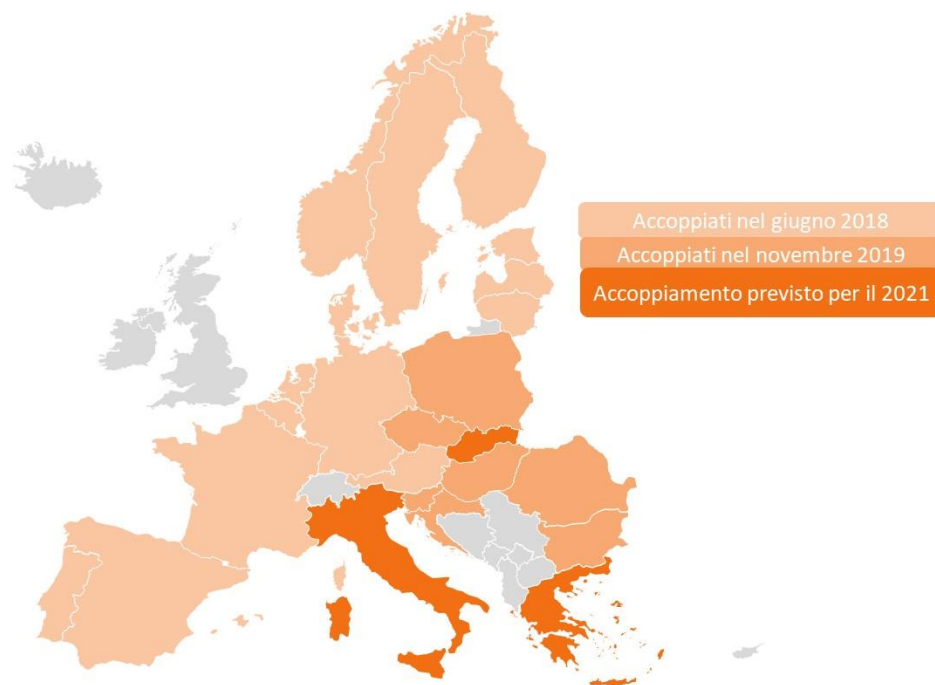 Accoppiati nel giugno 2018
Accoppiati nel novembre 2019
Accoppiamento previsto per il 2021